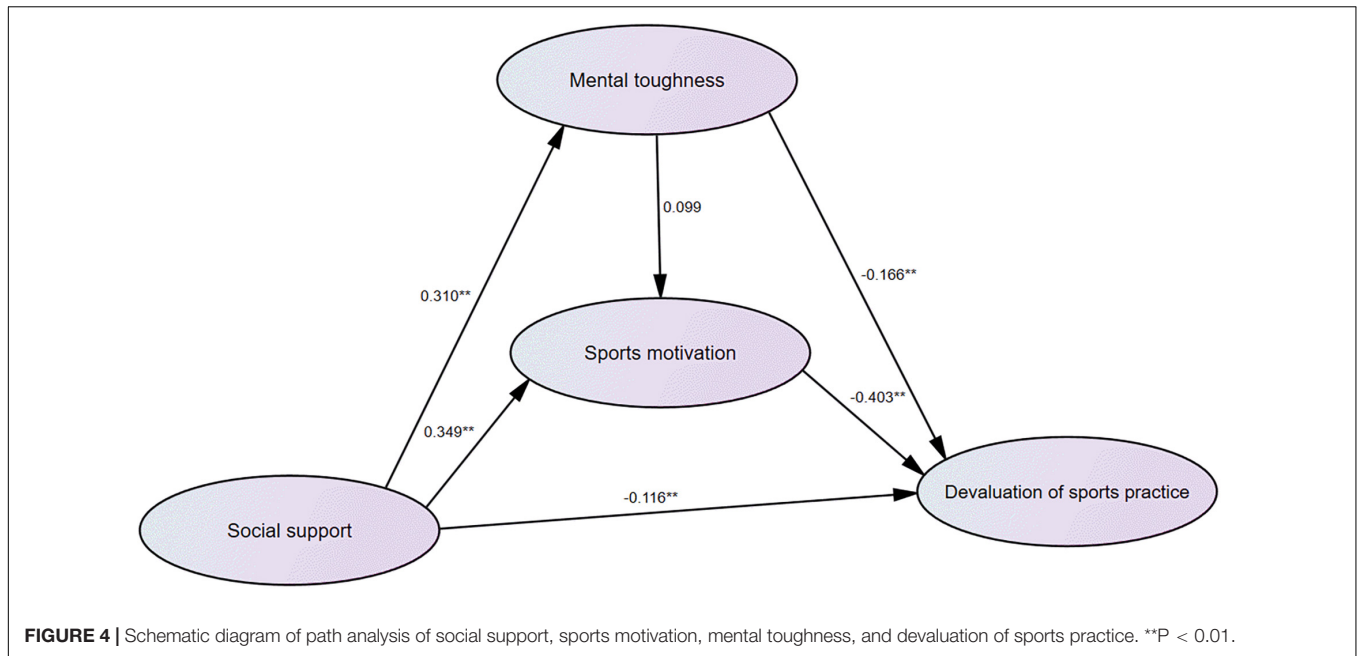 Mental toughness
0.099
0.310**
-0.166**
Sports motivation
0.349**
-0.403**
-0.116**
Devaluation of sports practice
Social support
FIGURE 4 | Schematic diagram of path analysis of social support, sports motivation, mental toughness, and devaluation of sports practice. **P < 0.01.